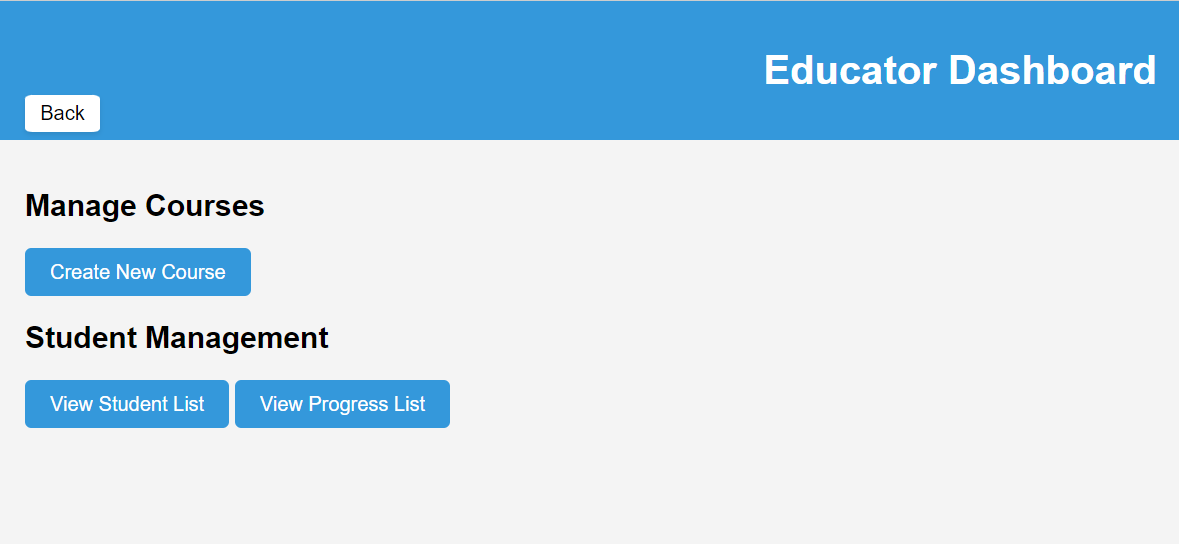 Educator Dashboard
Back
Manage Courses
Create New Course
Student Management
View Student List View Progress List